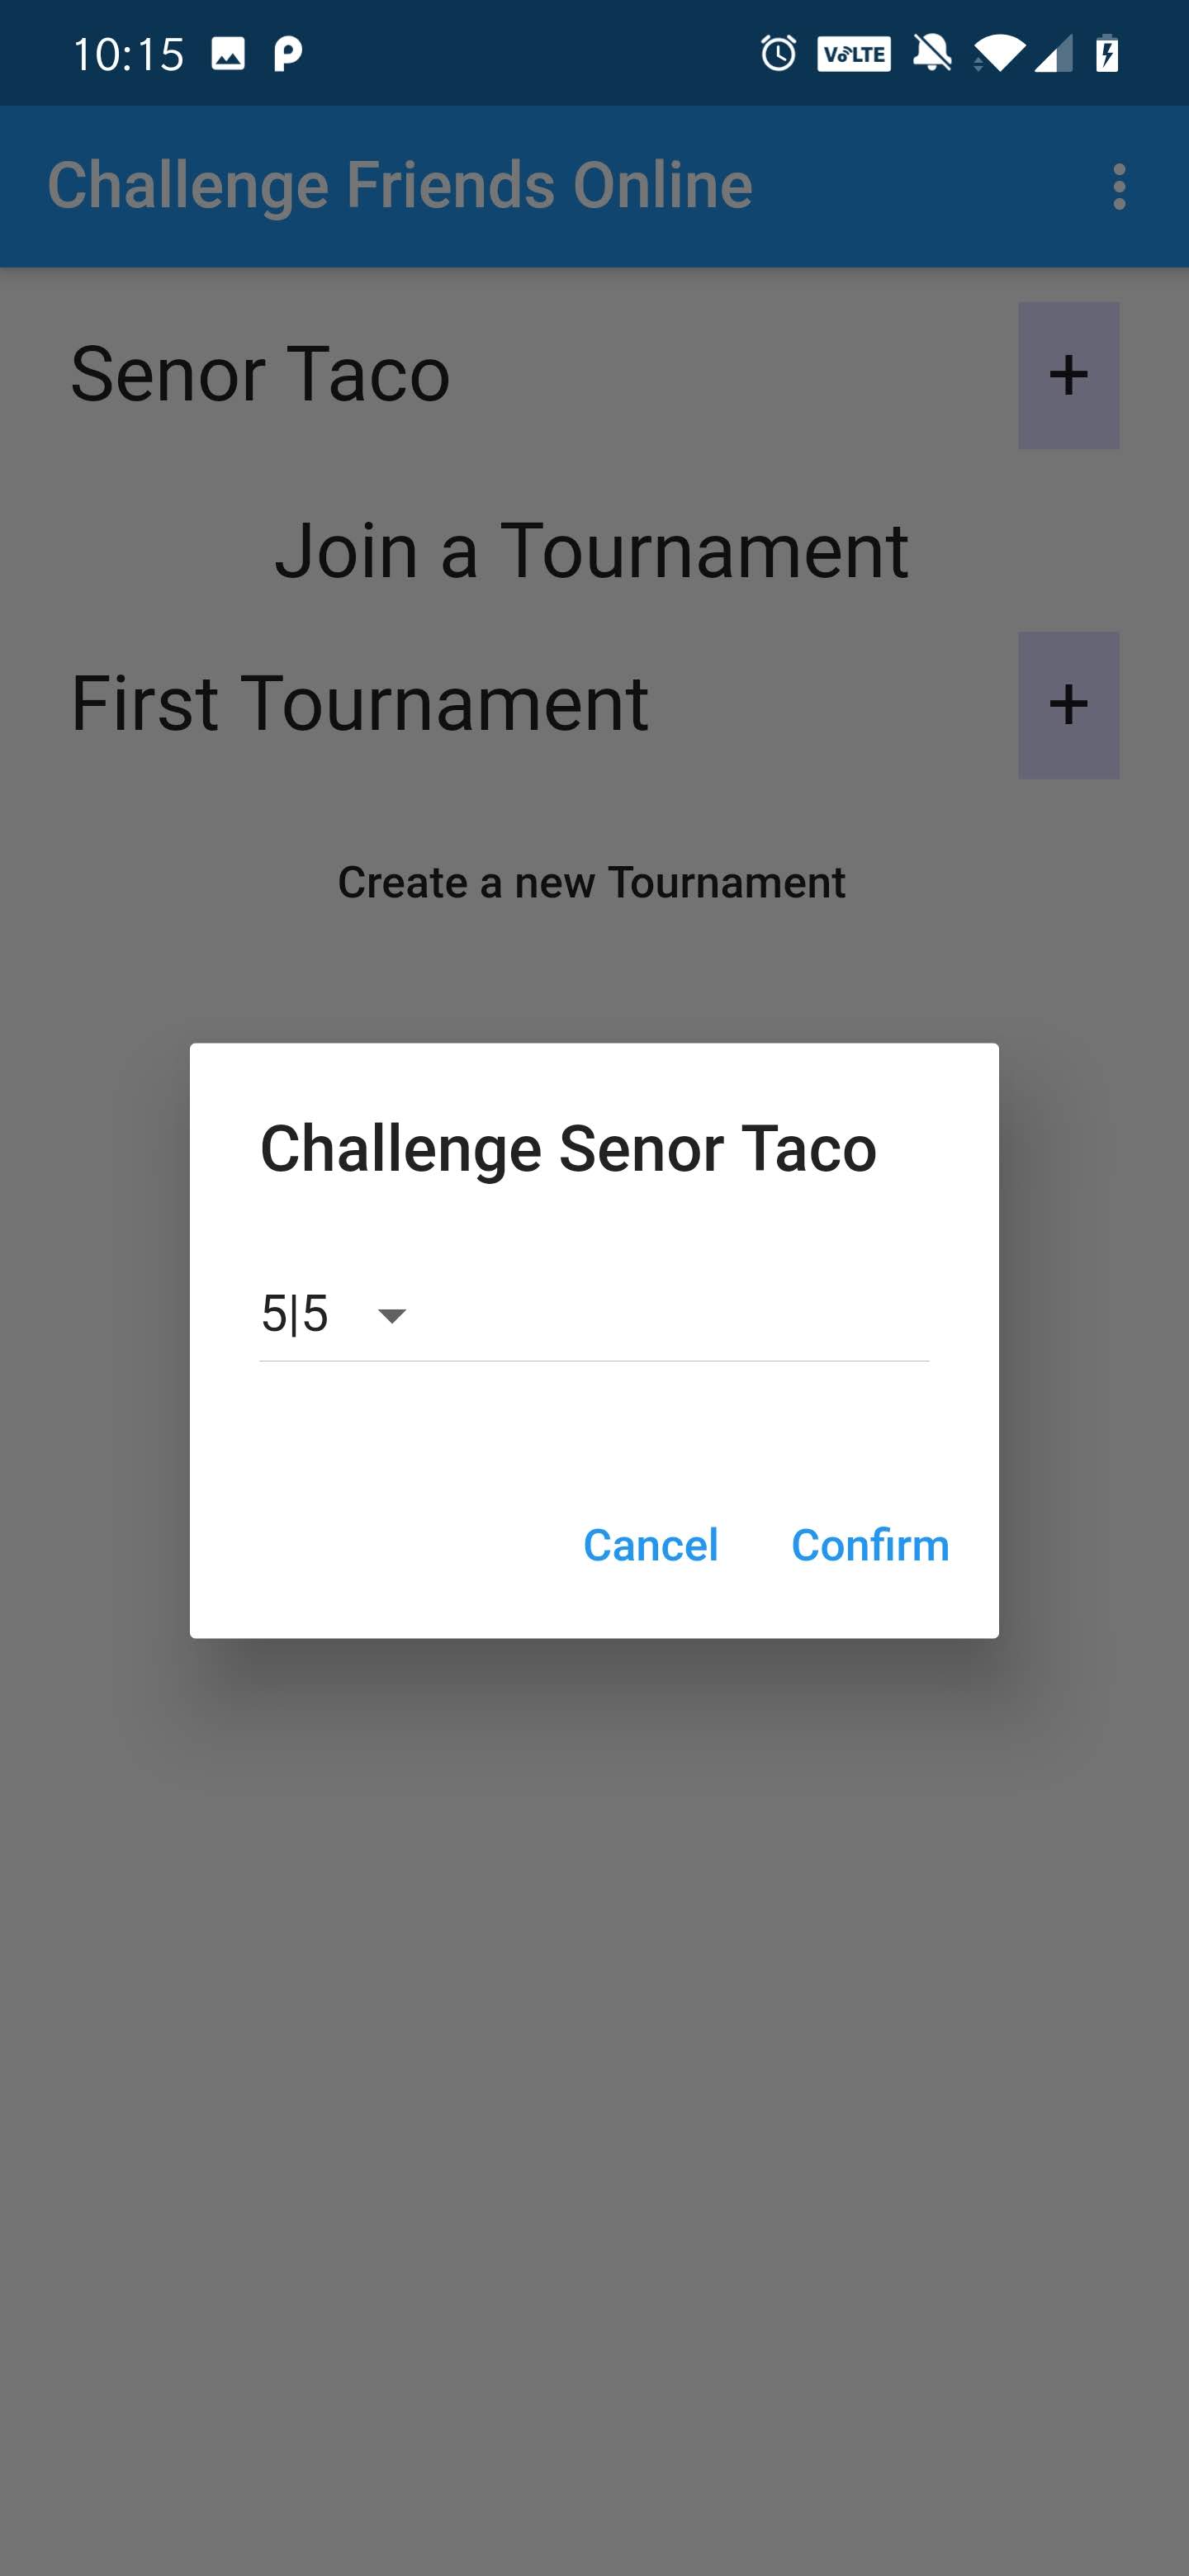 10:15
VoLTE
Challenge Friends Online
Senor Taco
+
Join a Tournament
First Tournament
+
Create a new Tournament
Challenge Senor Taco
5|5
Cancel
Confirm